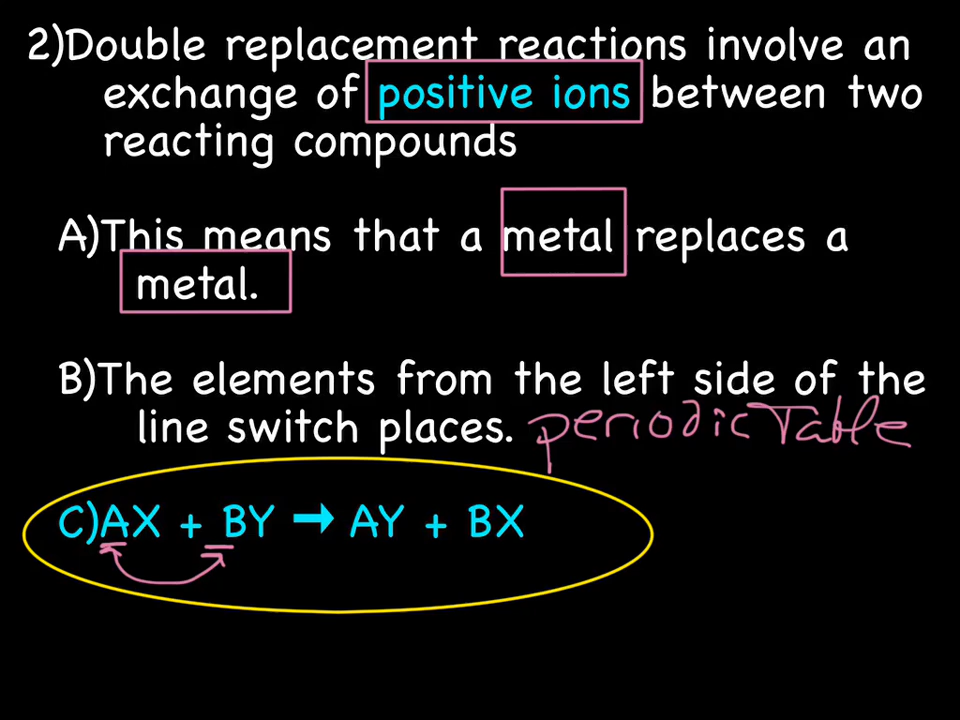 2)Double replacement reactions involve an
exchange of positive ions between two
reacting compounds
A)This means that a metal replaces a
metal.
B)The elements from the left side of the
line switch places. periodic Table
C)AX + BY → AY + BX